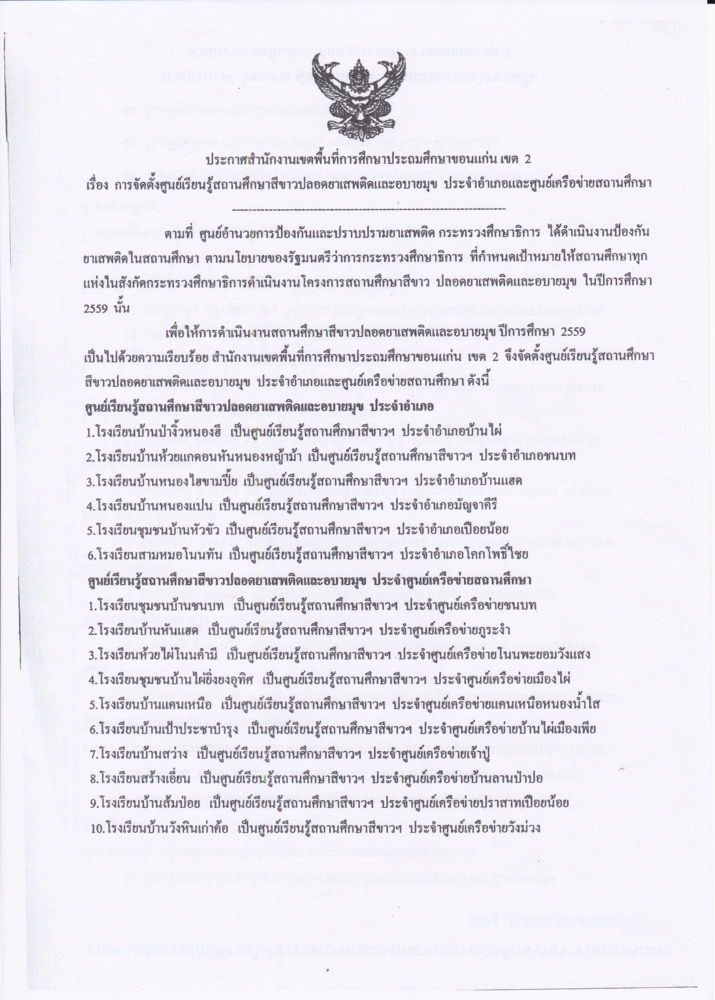 ประกาศสำนักงานเขตพื้นที่การศึกษาประถมศึกษาขอนแก่น เขต 2
เรื่อง การจัดตั้งศูนย์เรียนรู้สถานศึกษาสีขาวปลอดยาเสพติดและอบายมุข ประจำอำเภอและศูนย์เครือข่ายสถานศึกษา
ตามที่ ศูนย์อำนวยการป้องกันและปราบปรามยาเสพติด กระทรวงศึกษาธิการ ได้ดำเนินงานป้องกัน
ยาเสพติดในสถานศึกษา ตามนโยบายของรัฐมนตรีว่าการกระทรวงศึกษาธิการ ที่กำหนดเป้าหมายให้สถานศึกษาทุก
แห่งในสังกัดกระทรวงศึกษาธิการดำเนินงานโครงการสถานศึกษาสีขาว ปลอดยาเสพติดและอบายมุข ในปีการศึกษา
2559 นั้น
เพื่อให้การดำเนินงานสถานศึกษาสีขาวปลอดยาเสพติดและอบายมุข ปีการศึกษา 2559
เป็นไปด้วยความเรียบร้อย สำนักงานเขตพื้นที่การศึกษาประถมศึกษาขอนแก่น เขต 2 จึงจัดตั้งศูนย์เรียนรู้สถานศึกษา
สีขาวปลอดยาเสพติดและอบายมุข ประจำอำเภอและศูนย์เครือข่ายสถานศึกษา ดังนี้
ศูนย์เรียนรู้สถานศึกษาสีขาวปลอดยาเสพติดและอบายมุข ประจำอำเภอ
1.โรงเรียนบ้านป่างิ้วหนองฮี เป็นศูนย์เรียนรู้สถานศึกษาสีขาวฯ ประจำอำเภอบ้านไผ่
2.โรงเรียนบ้านห้วยแกดอนหันหนองหญ้าม้า เป็นศูนย์เรียนรู้สถานศึกษาสีขาวฯ ประจำอำเภอชนบท
3.โรงเรียนบ้านหนองไฮขามเปี้ย เป็นศูนย์เรียนรู้สถานศึกษาสีขาวฯ ประจำอำเภอบ้านแฮด
4.โรงเรียนบ้านหนองแปน เป็นศูนย์เรียนรู้สถานศึกษาสีขาวฯ ประจำอำเภอมัญจาคีรี
5.โรงเรียนชุมชนบ้านหัวขัว เป็นศูนย์เรียนรู้สถานศึกษาสีขาวฯ ประจำอำเภอเปือยน้อย
6.โรงเรียนสามหมอโนนทัน เป็นศูนย์เรียนรู้สถานศึกษาสีขาวฯ ประจำอำเภอโคกโพธิ์ไชย
ศูนย์เรียนรู้สถานศึกษาสีขาวปลอดยาเสพติดและอบายมุข ประจำศูนย์เครือข่ายสถานศึกษา
1.โรงเรียนชุมชนบ้านชนบท เป็นศูนย์เรียนรู้สถานศึกษาสีขาวฯ ประจำศูนย์เครือข่ายชนบท
2.โรงเรียนบ้านหันแฮด เป็นศูนย์เรียนรู้สถานศึกษาสีขาวฯ ประจำศูนย์เครือข่ายภูระงำ
3.โรงเรียนห้วยไผ่โนนคำมี เป็นศูนย์เรียนรู้สถานศึกษาสีขาวฯ ประจำศูนย์เครือข่ายโนนพะยอมวังแสง
4.โรงเรียนชุมชนบ้านไผ่ยิ่งยงอุทิศ เป็นศูนย์เรียนรู้สถานศึกษาสีขาวฯ ประจำศูนย์เครือข่ายเมืองไผ่
5.โรงเรียนบ้านแคนเหนือ เป็นศูนย์เรียนรู้สถานศึกษาสีขาวฯ ประจำศูนย์เครือข่ายแคนเหนือหนองน้ำใส
6.โรงเรียนบ้านเป้าประชาบำรุง เป็นศูนย์เรียนรู้สถานศึกษาสีขาวฯ ประจำศูนย์เครือข่ายบ้านไผ่เมืองเพีย
7.โรงเรียนบ้านสว่าง เป็นศูนย์เรียนรู้สถานศึกษาสีขาวฯ ประจำศูนย์เครือข่ายเจ้าปู่
8.โรงเรียนสร้างเอี่ยน เป็นศูนย์เรียนรู้สถานศึกษาสีขาวฯ ประจำศูนย์เครือข่ายบ้านลานป่าปอ
9.โรงเรียนบ้านส้มป่อย เป็นศูนย์เรียนรู้สถานศึกษาสีขาวฯ ประจำศูนย์เครือข่ายปราสาทเปือยน้อย
10.โรงเรียนบ้านวังหินเก่าค้อ เป็นศูนย์เรียนรู้สถานศึกษาสีขาวฯ ประจำศูนย์เครือข่ายวังม่วง